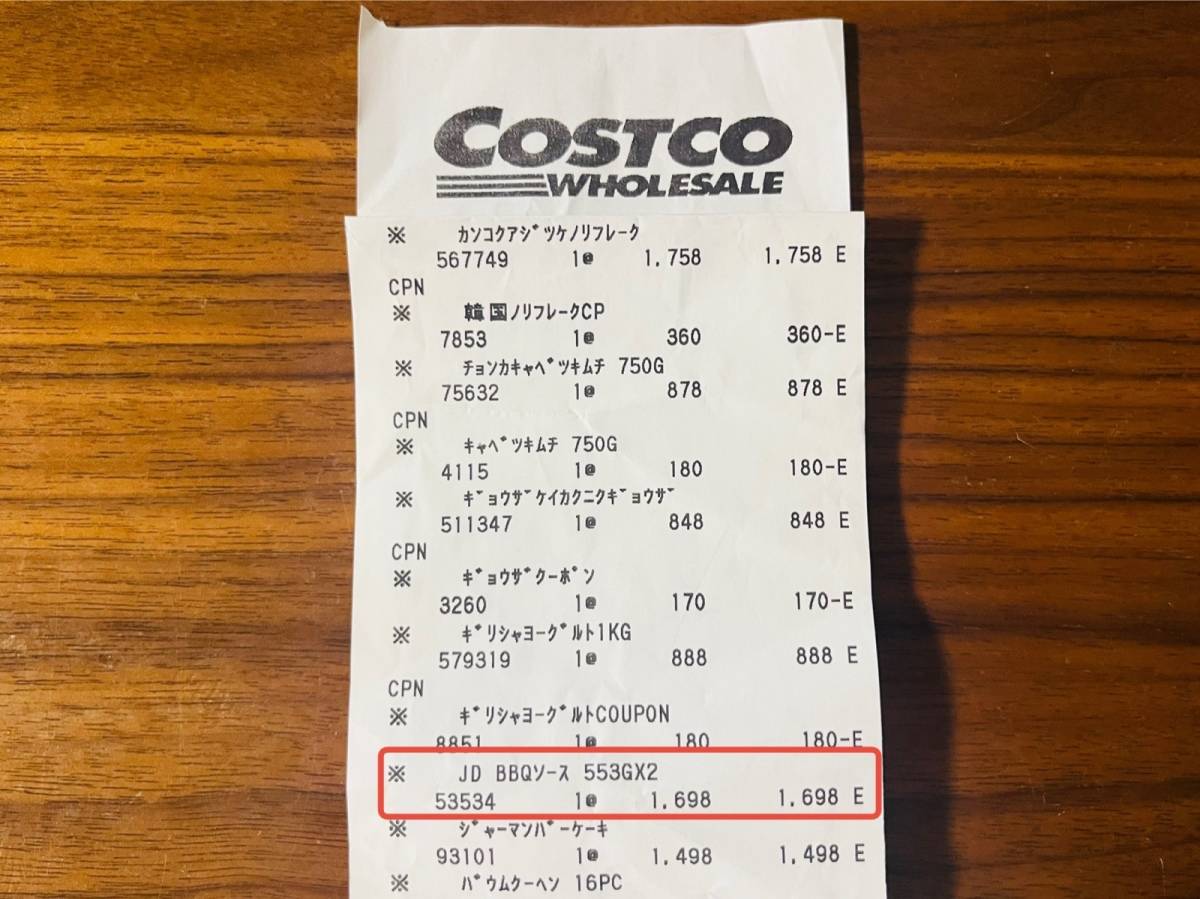 COSTCO
WHOLESALE
※ カンコクアジツケノリフレーク
567749 1@ 1,758 1,758 E
CPN
※ 韓国ノリフレークCP
7853 1@ 360 360-E
※ チョンカキャベツキムチ 750G
75632 1@ 878 878 E
CPN
※ キャベツキムチ 750G
4115 1@ 180 180-E
※ ギョウザケイカクニクギョウザ
511347 1@ 848 848 E
CPN
※ ギョウザクーポン
3260 1@ 170 170-E
※ ギリシャヨーグルト1KG
579319 1@ 888 888 E
CPN
※ ギリシャヨーグルトCOUPON
8851 1@ 180 180-E
※ JD BBQソース 553GX2
53534 1@ 1,698 1,698 E
※ ジャーマンバーケーキ
93101 1@ 1,498 1,498 E
※ バウムクーヘン 16PC